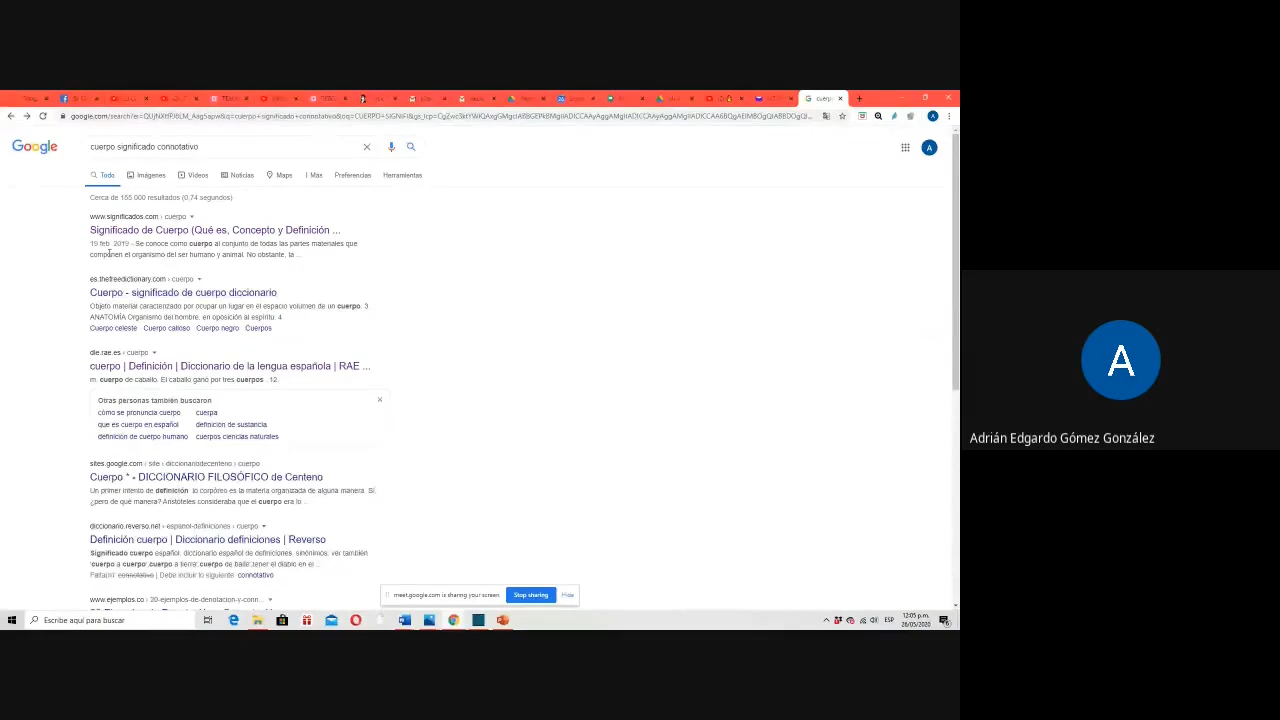 cuerpo
google.com/search?
Google
cuerpo significado connotativo
A
Todo Imágenes Vídeos Noticias Maps Más Preferencias Herramientas
Cerca de 155.000 resultados (0,74 segundos)
www.significados.com › cuerpo
Significado de Cuerpo (Qué es, Concepto y Definición ...
19 feb. 2019 - Se conoce como cuerpo al conjunto de todas las partes materiales que
componen el organismo del ser humano y animal. No obstante, la ...
es.thefreedictionary.com › cuerpo
Cuerpo - significado de cuerpo diccionario
Objeto material caracterizado por ocupar un lugar en el espacio volumen de un cuerpo. 3
ANATOMÍA Organismo del hombre, en oposición al espíritu. 4
Cuerpo celeste Cuerpo calloso Cuerpo negro Cuerpos
dle.rae.es › cuerpo
cuerpo | Definición | Diccionario de la lengua española | RAE ...
m. cuerpo de caballo. El caballo ganó por tres cuerpos. 12.
Otras personas también buscaron
cómo se pronuncia cuerpo cuerpa
que es cuerpo en español definición de sustancia
definición de cuerpo humano cuerpos ciencias naturales
sites.google.com › site › diccionariodecenteno › cuerpo
Cuerpo * - DICCIONARIO FILOSÓFICO de Centeno
Un primer intento de definición: lo corpóreo es la materia organizada de alguna manera. Sí,
¿pero de qué manera? Aristóteles consideraba que el cuerpo era lo ...
diccionario.reverso.net › espanol-definiciones › cuerpo
Definición cuerpo | Diccionario definiciones | Reverso
Significado cuerpo español, diccionario español de definiciones, sinónimos, ver también
'cuerpo a cuerpo',cuerpo a tierra',cuerpo de baile',tener el diablo en el ...
Falta(n): connotativo | Debe incluir lo siguiente: connotativo
www.ejemplos.co › 20-ejemplos-de-denotacion-y-conn...
meet.google.com is sharing your screen. Stop sharing Hide
Escribe aquí para buscar
ESP
12:05 p.m.
26/05/2020
A
Adrián Edgardo Gómez González